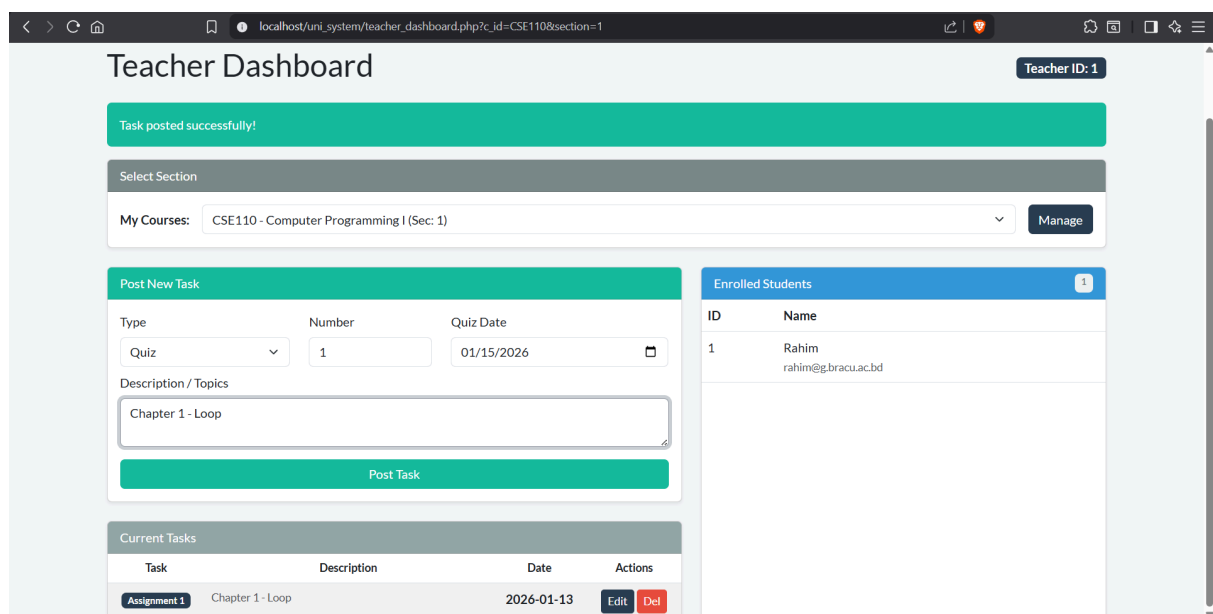 localhost/uni_system/teacher_dashboard.php?c_id=CSE110&section=1
Teacher Dashboard
Teacher ID: 1
Task posted successfully!
Select Section
My Courses:
CSE110 - Computer Programming I (Sec: 1)
Manage
Post New Task
Type
Number
Quiz Date
Quiz
1
01/15/2026
Description / Topics
Chapter 1 - Loop
Post Task
Enrolled Students
1
ID
Name
1
Rahim
rahim@g.bracu.ac.bd
Current Tasks
Task
Description
Date
Actions
Assignment 1
Chapter 1 - Loop
2026-01-13
Edit
Del